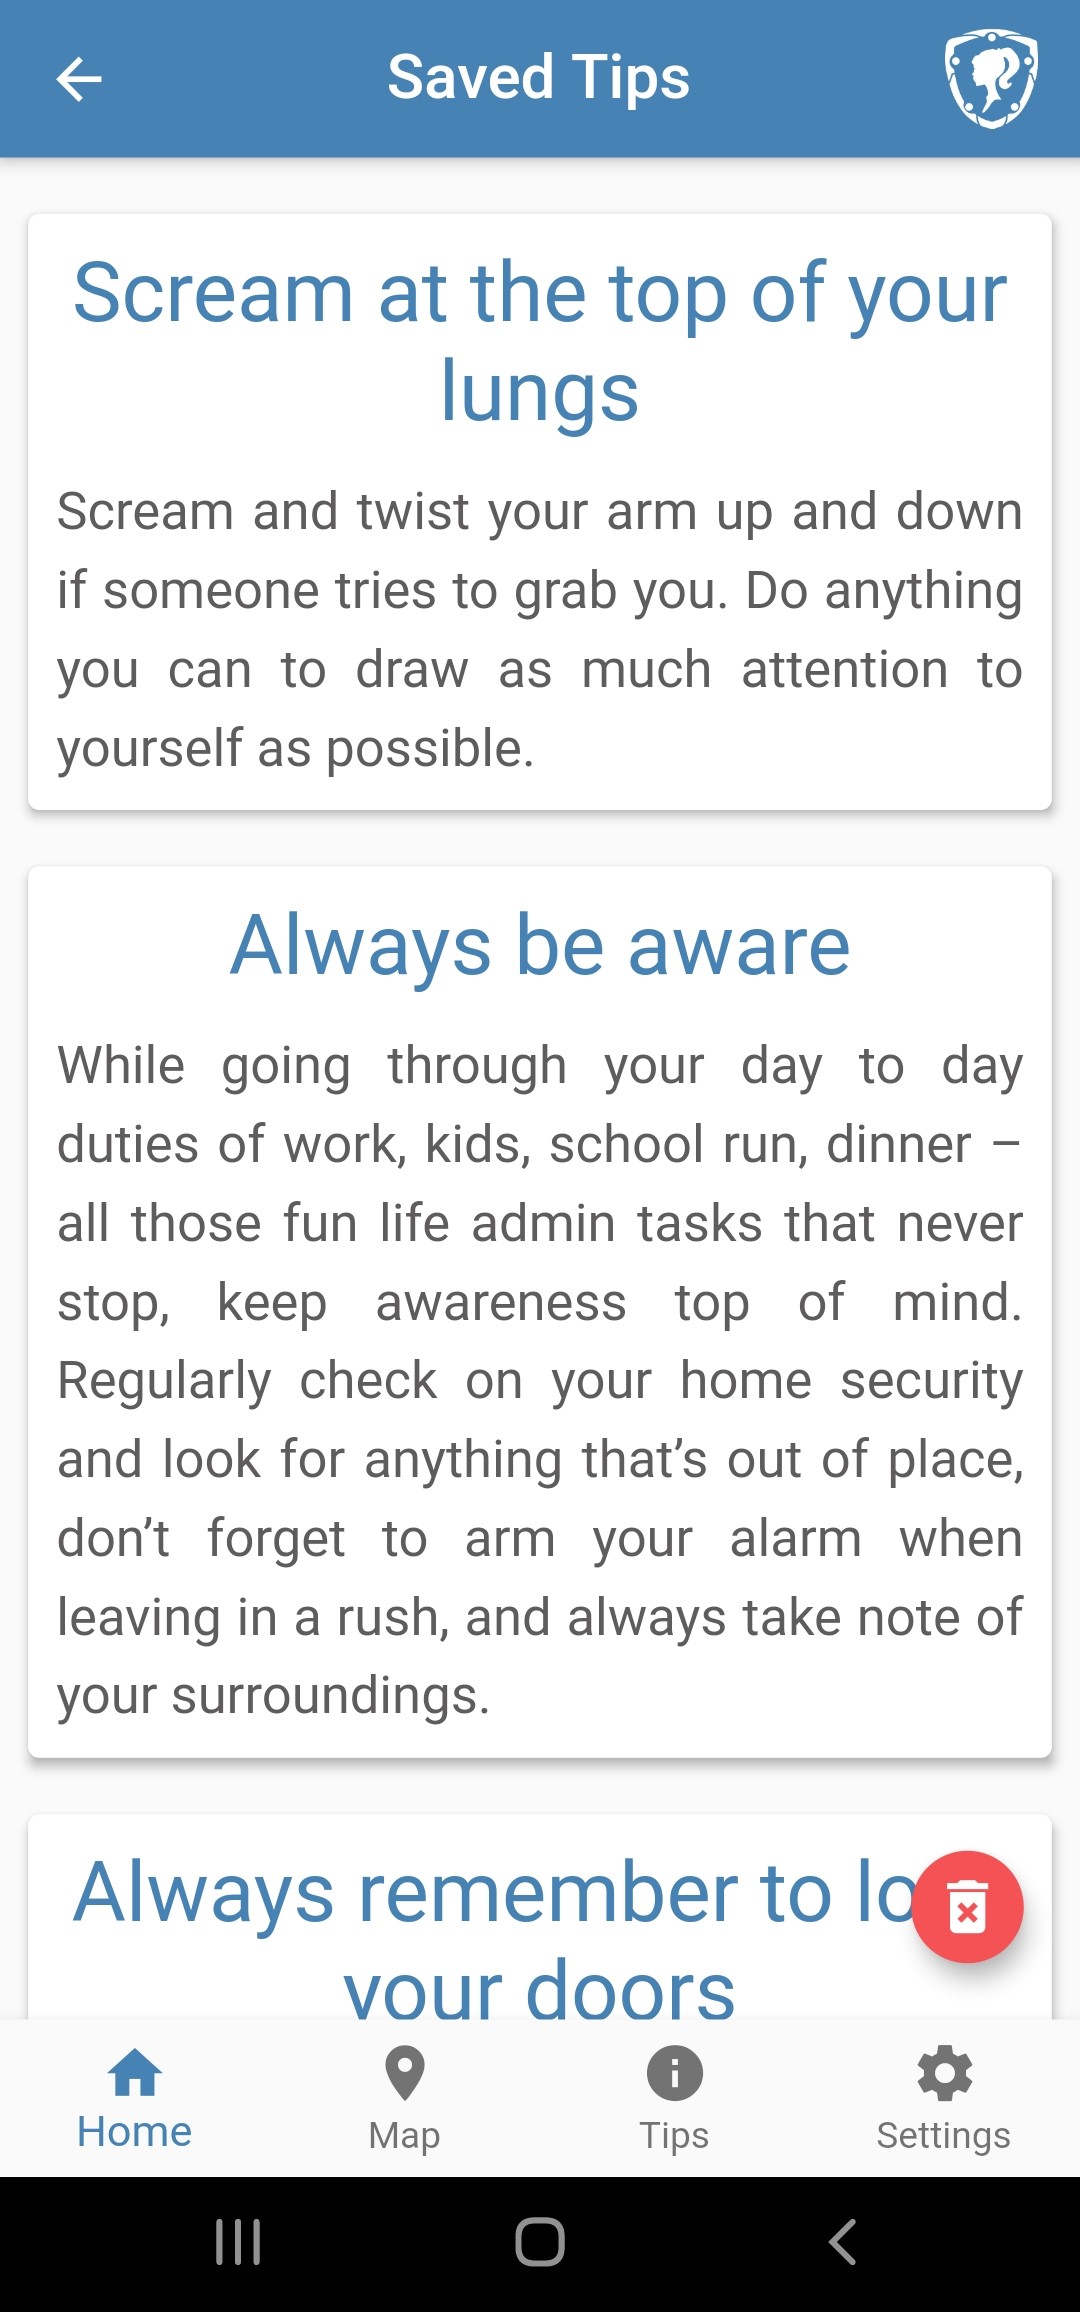 Saved Tips
Scream at the top of your
lungs
Scream and twist your arm up and down
if someone tries to grab you. Do anything
you can to draw as much attention to
yourself as possible.
Always be aware
While going through your day to day
duties of work, kids, school run, dinner –
all those fun life admin tasks that never
stop, keep awareness top of mind.
Regularly check on your home security
and look for anything that’s out of place,
don’t forget to arm your alarm when
leaving in a rush, and always take note of
your surroundings.
Always remember to
your doors
Home
Map
Tips
Settings